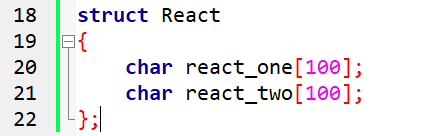 18 struct React
19 {
20 char react_one[100];
21 char react_two[100];
22 };